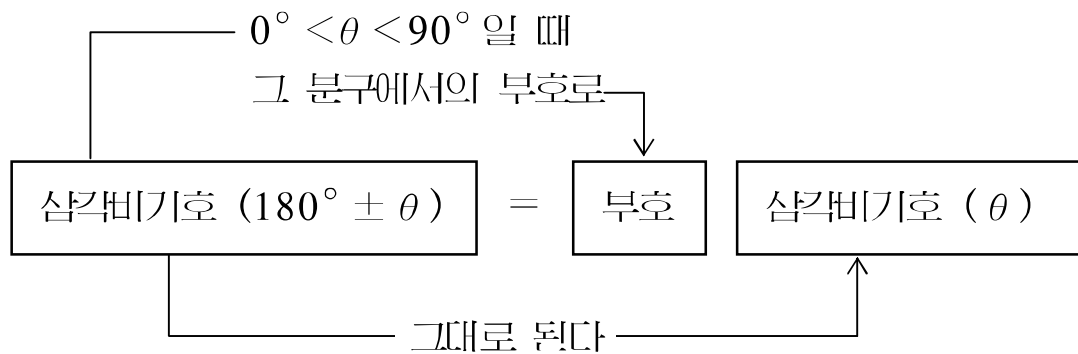 0° < θ < 90° 일 때
그 분구에서의 부호로
삼각비기호 (180° ± θ) = 부호 삼각비기호 (θ)
그대로 된다